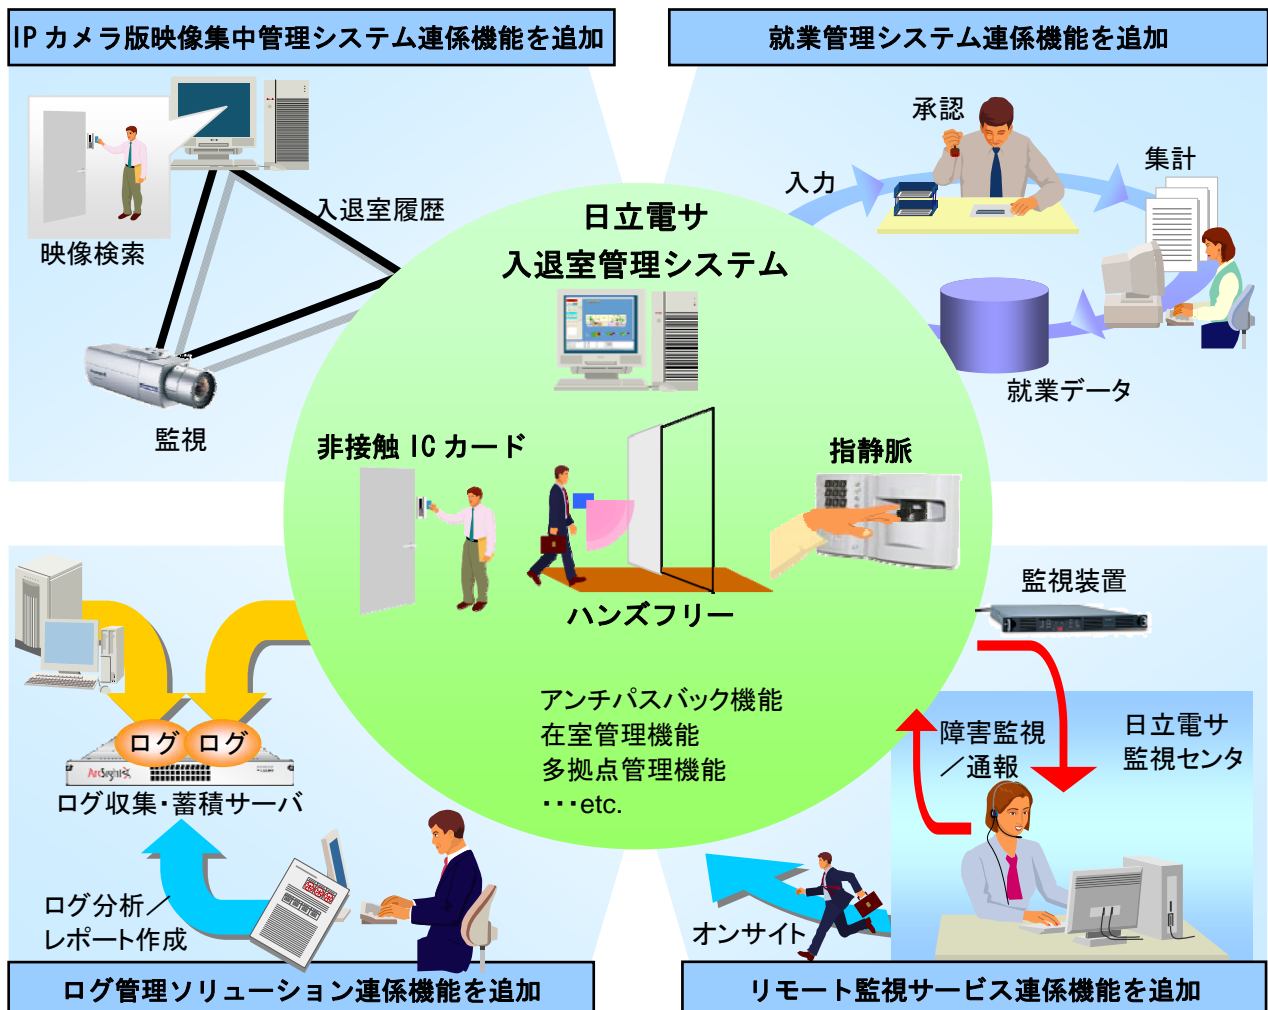 IPカメラ版映像集中管理システム連係機能を追加
就業管理システム連係機能を追加
入退室履歴
映像検索
監視
承認
入力
集計
就業データ
日立電サ
入退室管理システム
非接触ICカード
指静脈
ハンズフリー
アンチパスバック機能
在室管理機能
多拠点管理機能
・・・etc.
ログ
ログ
ArcSight
ログ収集・蓄積サーバ
ログ分析／
レポート作成
監視装置
障害監視
／通報
日立電サ
監視センタ
オンサイト
ログ管理ソリューション連係機能を追加
リモート監視サービス連係機能を追加